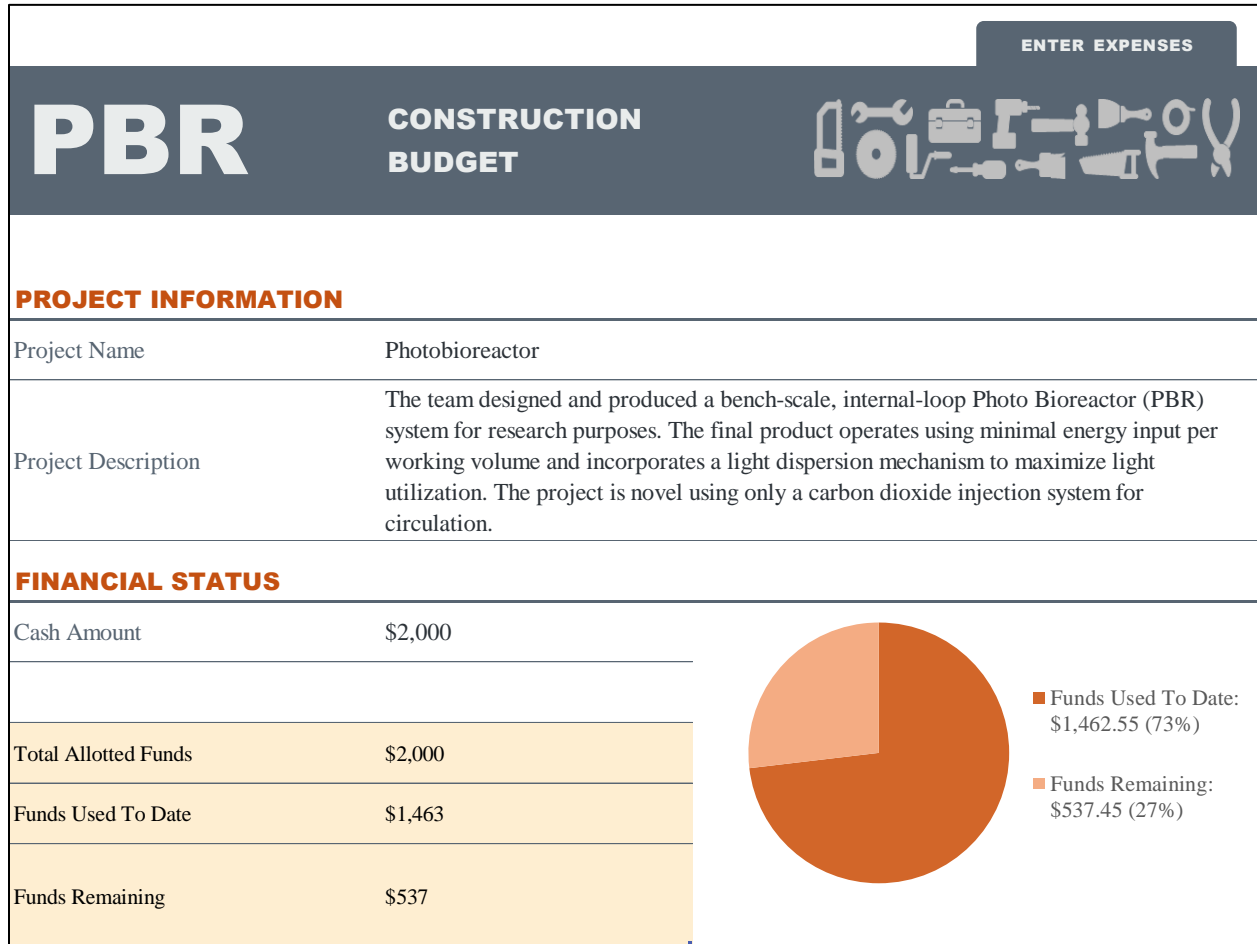 ENTER EXPENSES
PBR
CONSTRUCTION
BUDGET
PROJECT INFORMATION
Project Name
Photobioreactor
Project Description
The team designed and produced a bench-scale, internal-loop Photo Bioreactor (PBR)
system for research purposes. The final product operates using minimal energy input per
working volume and incorporates a light dispersion mechanism to maximize light
utilization. The project is novel using only a carbon dioxide injection system for
circulation.
FINANCIAL STATUS
Cash Amount
$2,000
Total Allotted Funds
$2,000
Funds Used To Date
$1,463
Funds Remaining
$537
Funds Used To Date:
$1,462.55 (73%)
Funds Remaining:
$537.45 (27%)